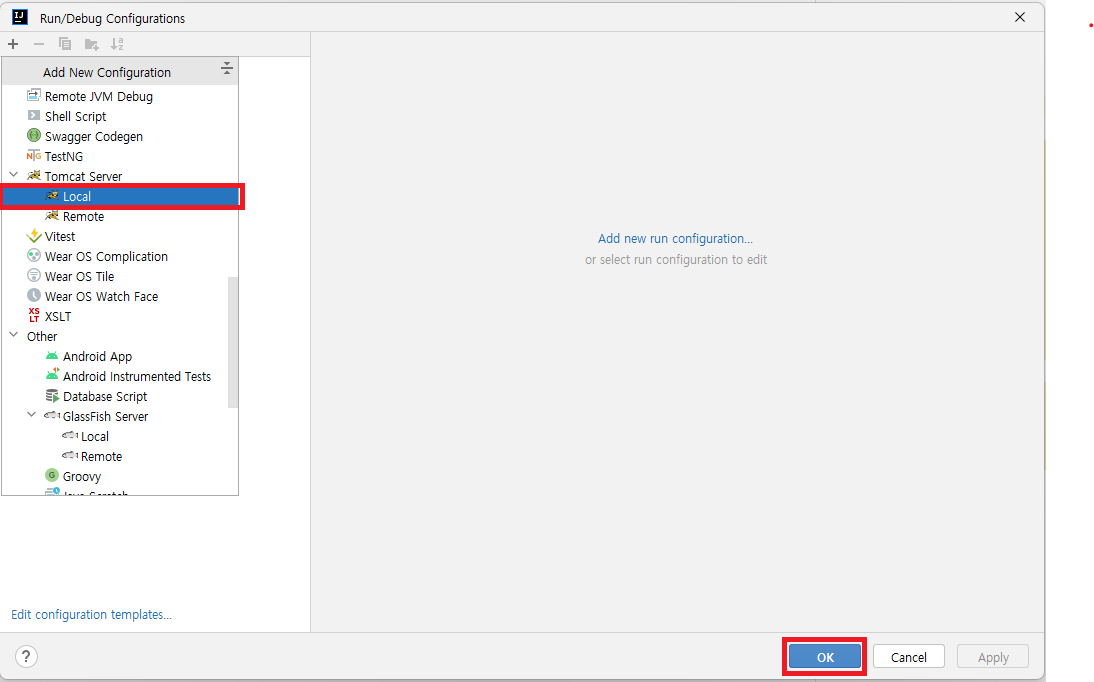 Run/Debug Configurations
Add New Configuration
Remote JVM Debug
Shell Script
Swagger Codegen
TestNG
Tomcat Server
Local
Remote
Vitest
Wear OS Complication
Wear OS Tile
Wear OS Watch Face
XSLT
Other
Android App
Android Instrumented Tests
Database Script
GlassFish Server
Local
Remote
Groovy
Add new run configuration...
or select run configuration to edit
Edit configuration templates...
?
OK
Cancel
Apply